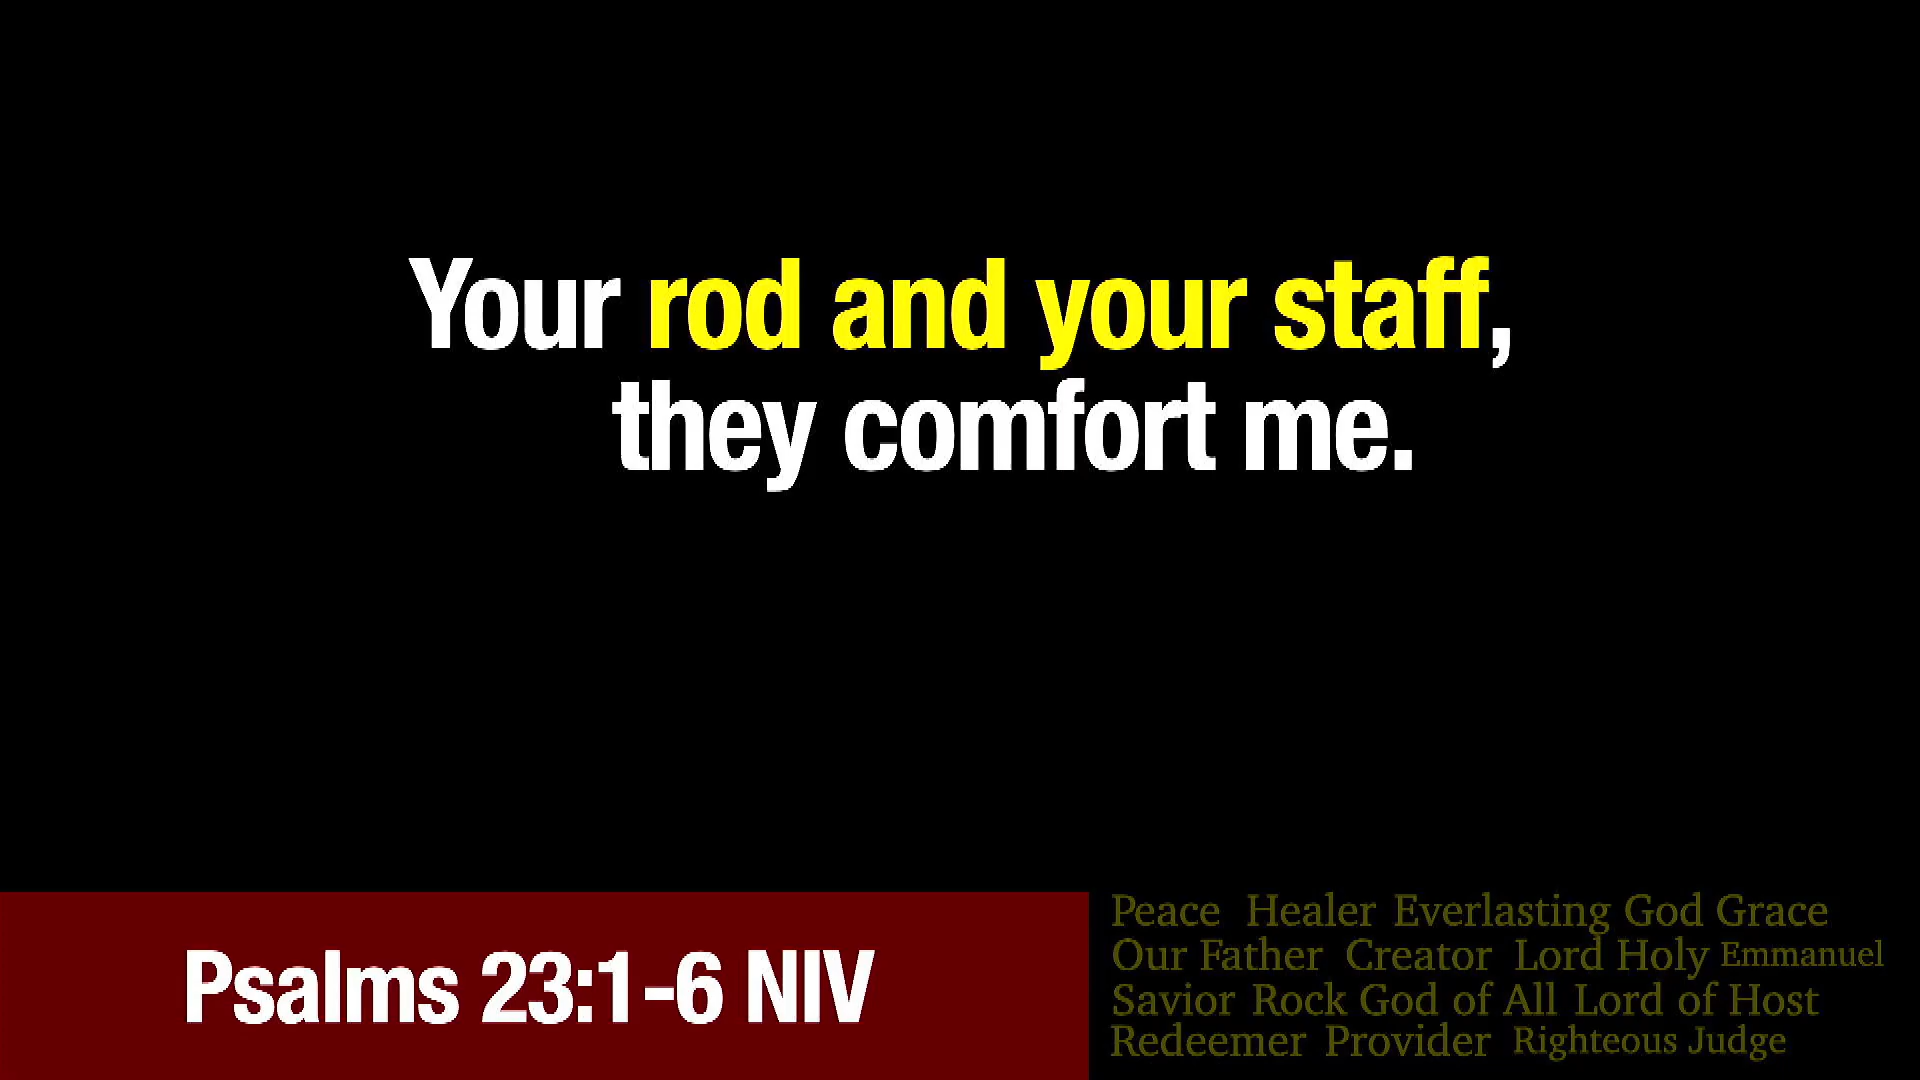 Your rod and your staff,
they comfort me.
Psalms 23:1-6 NIV
Peace Healer Everlasting God Grace
Our Father Creator Lord Holy Emmanuel
Savior Rock God of All Lord of Host
Redeemer Provider Righteous Judge